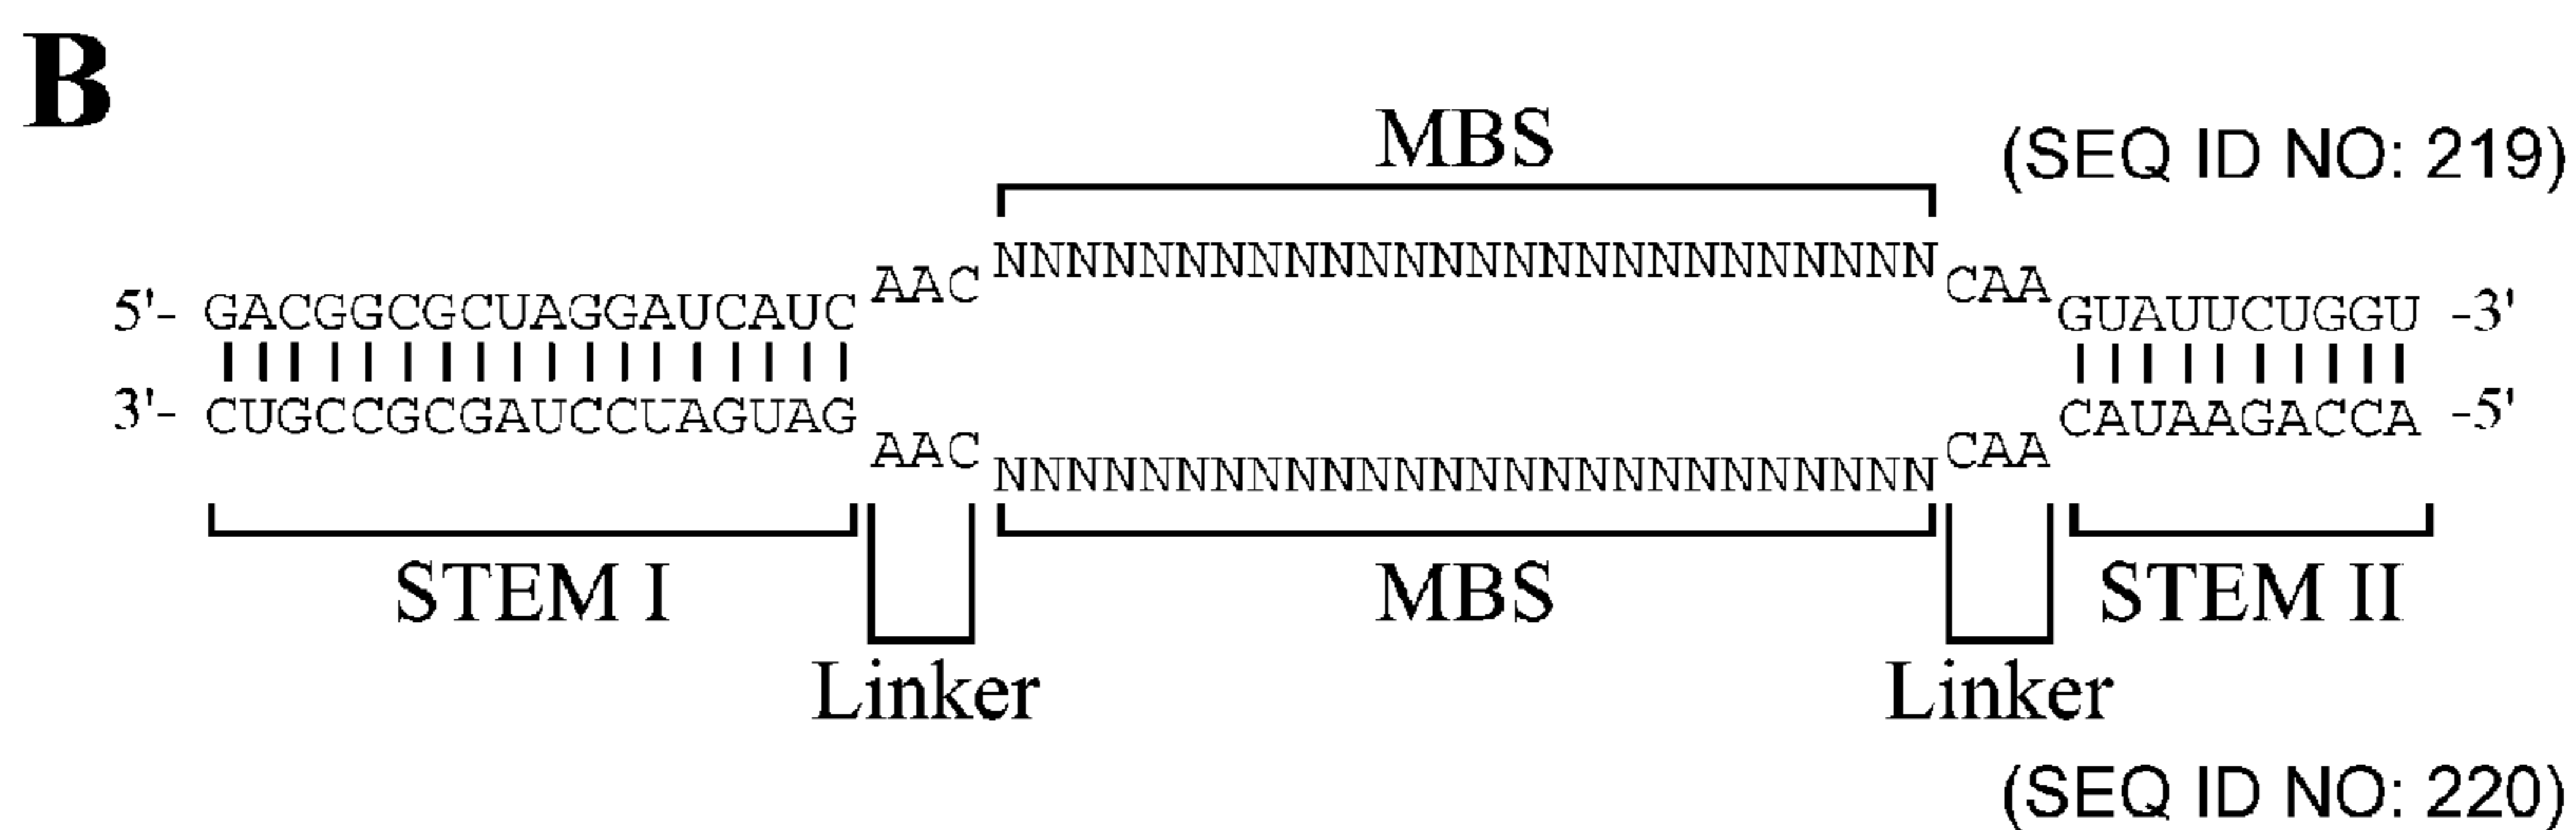 B
MBS
(SEQ ID NO: 219)
5'- GACGGCGCUAGGAUCAUC AAC NNNNNNNNNNNNNNNNNNNNNNNNNN CAA GUAUUCUGGU -3'
3'- CUGCCGCGAUCCUAGUAG AAC NNNNNNNNNNNNNNNNNNNNNNNNNN CAA CAUAAGACCA -5'
STEM I MBS STEM II
Linker Linker
(SEQ ID NO: 220)